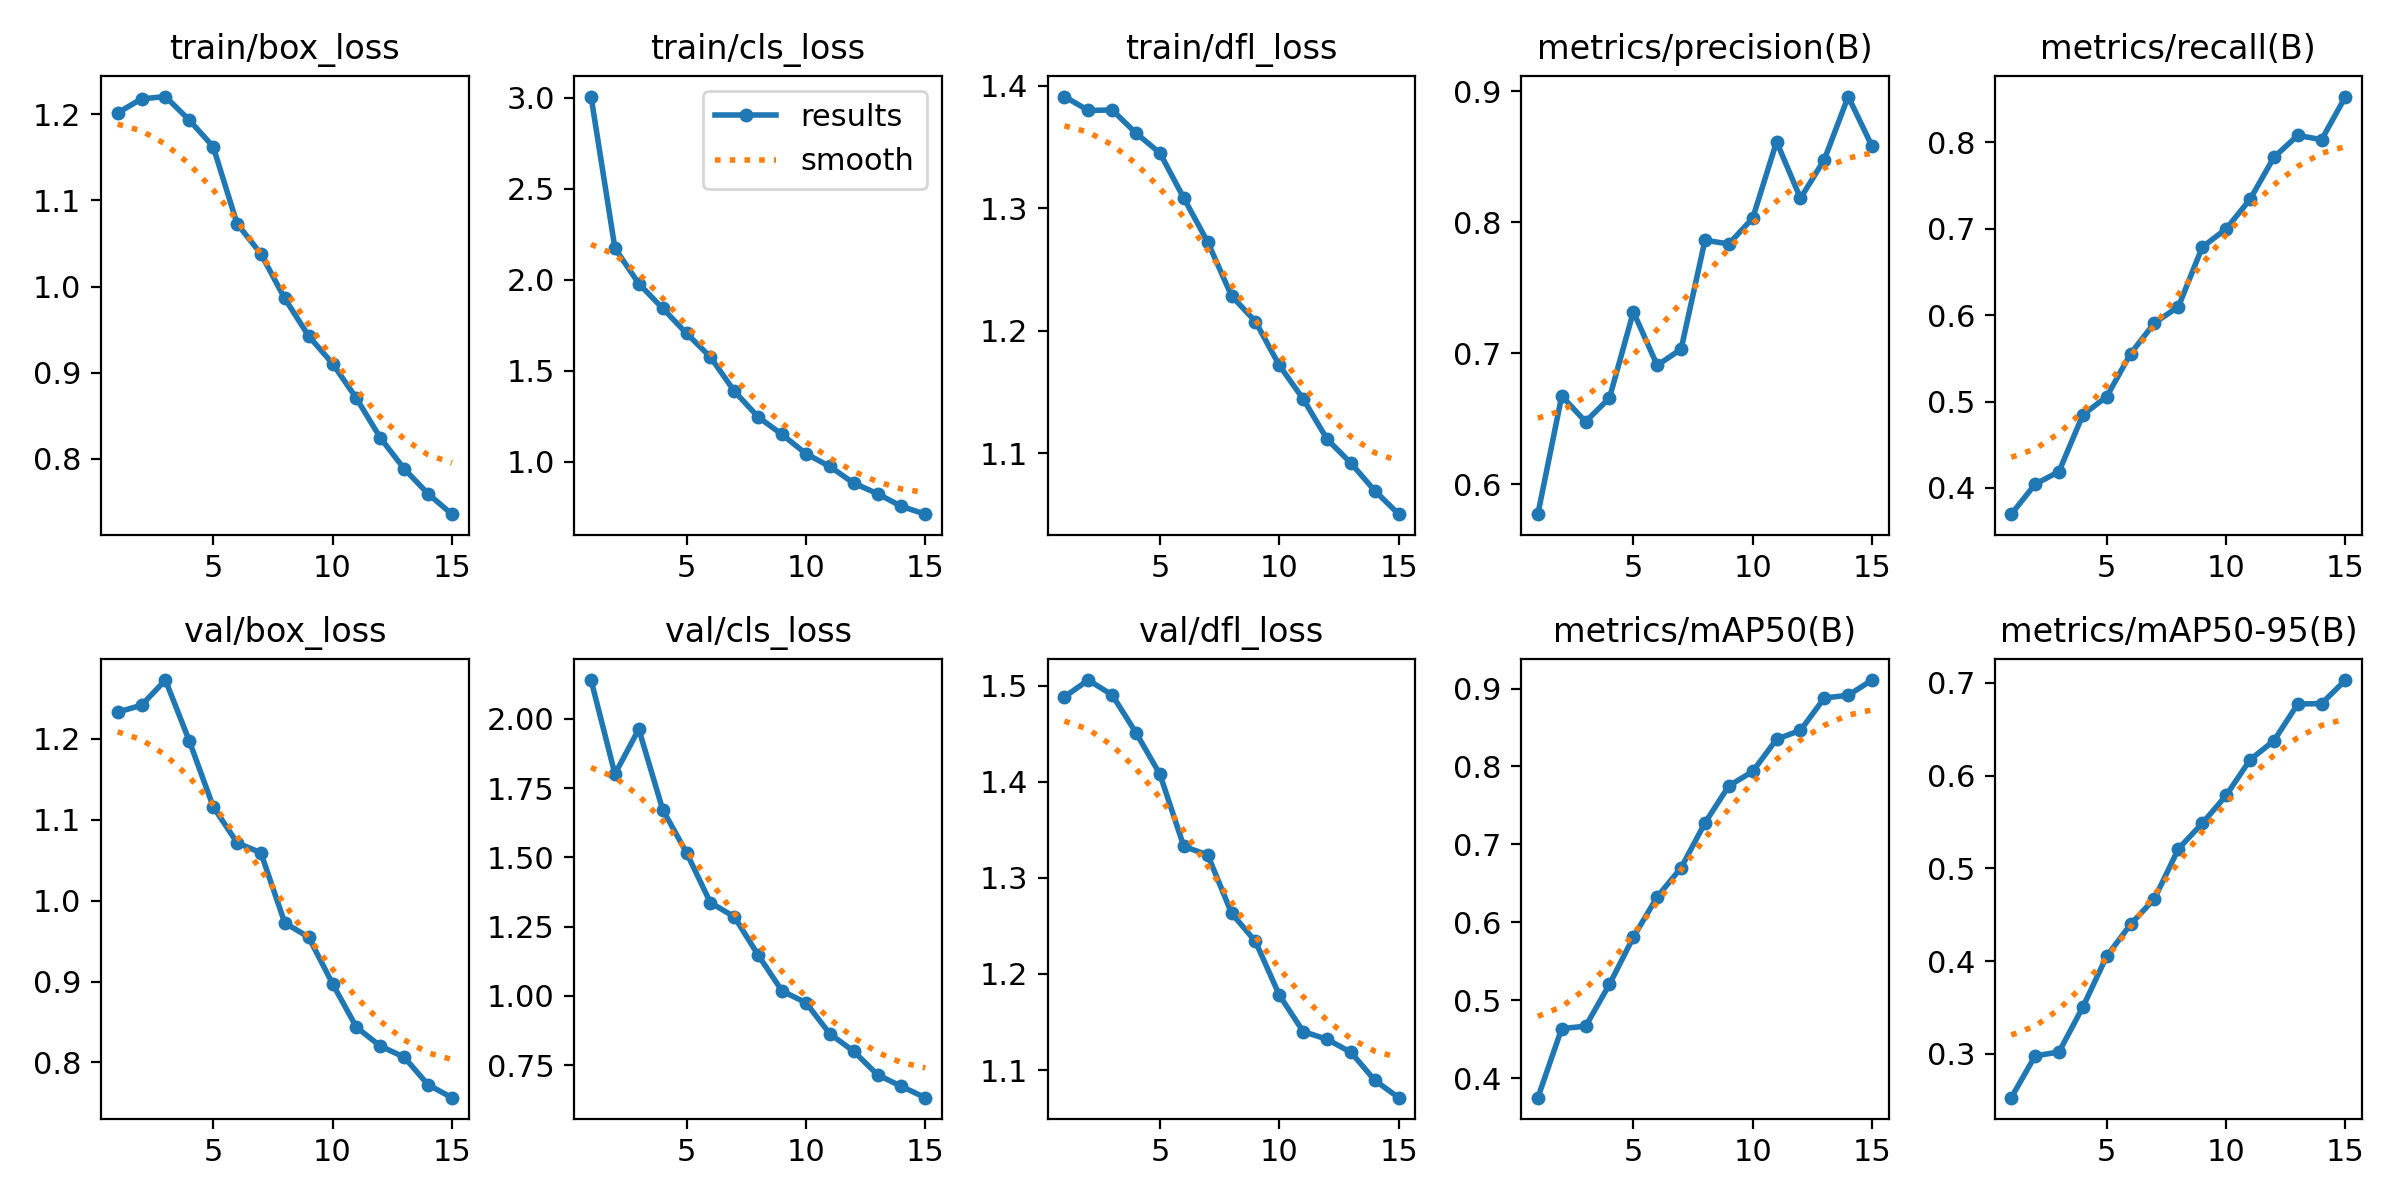 train/box_loss
train/cls_loss
train/dfl_loss
metrics/precision(B)
metrics/recall(B)
1.2
1.1
1.0
0.9
0.8
5 10 15
3.0
2.5
2.0
1.5
1.0
results
smooth
5 10 15
1.4
1.3
1.2
1.1
5 10 15
0.9
0.8
0.7
0.6
5 10 15
0.8
0.7
0.6
0.5
0.4
5 10 15
val/box_loss
val/cls_loss
val/dfl_loss
metrics/mAP50(B)
metrics/mAP50-95(B)
1.2
1.1
1.0
0.9
0.8
5 10 15
2.00
1.75
1.50
1.25
1.00
0.75
5 10 15
1.5
1.4
1.3
1.2
1.1
5 10 15
0.9
0.8
0.7
0.6
0.5
0.4
5 10 15
0.7
0.6
0.5
0.4
0.3
5 10 15